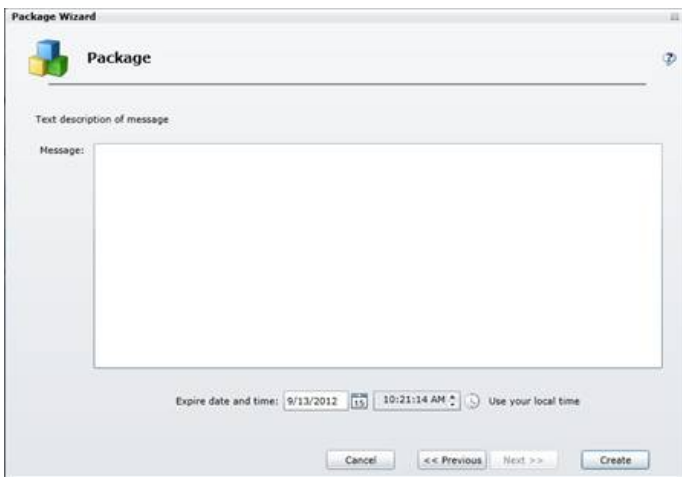 Package Wizard
Package
Text description of message
Message:
Expire date and time: 9/13/2012 15 10:21:14 AM Use your local time
Cancel << Previous Next >> Create